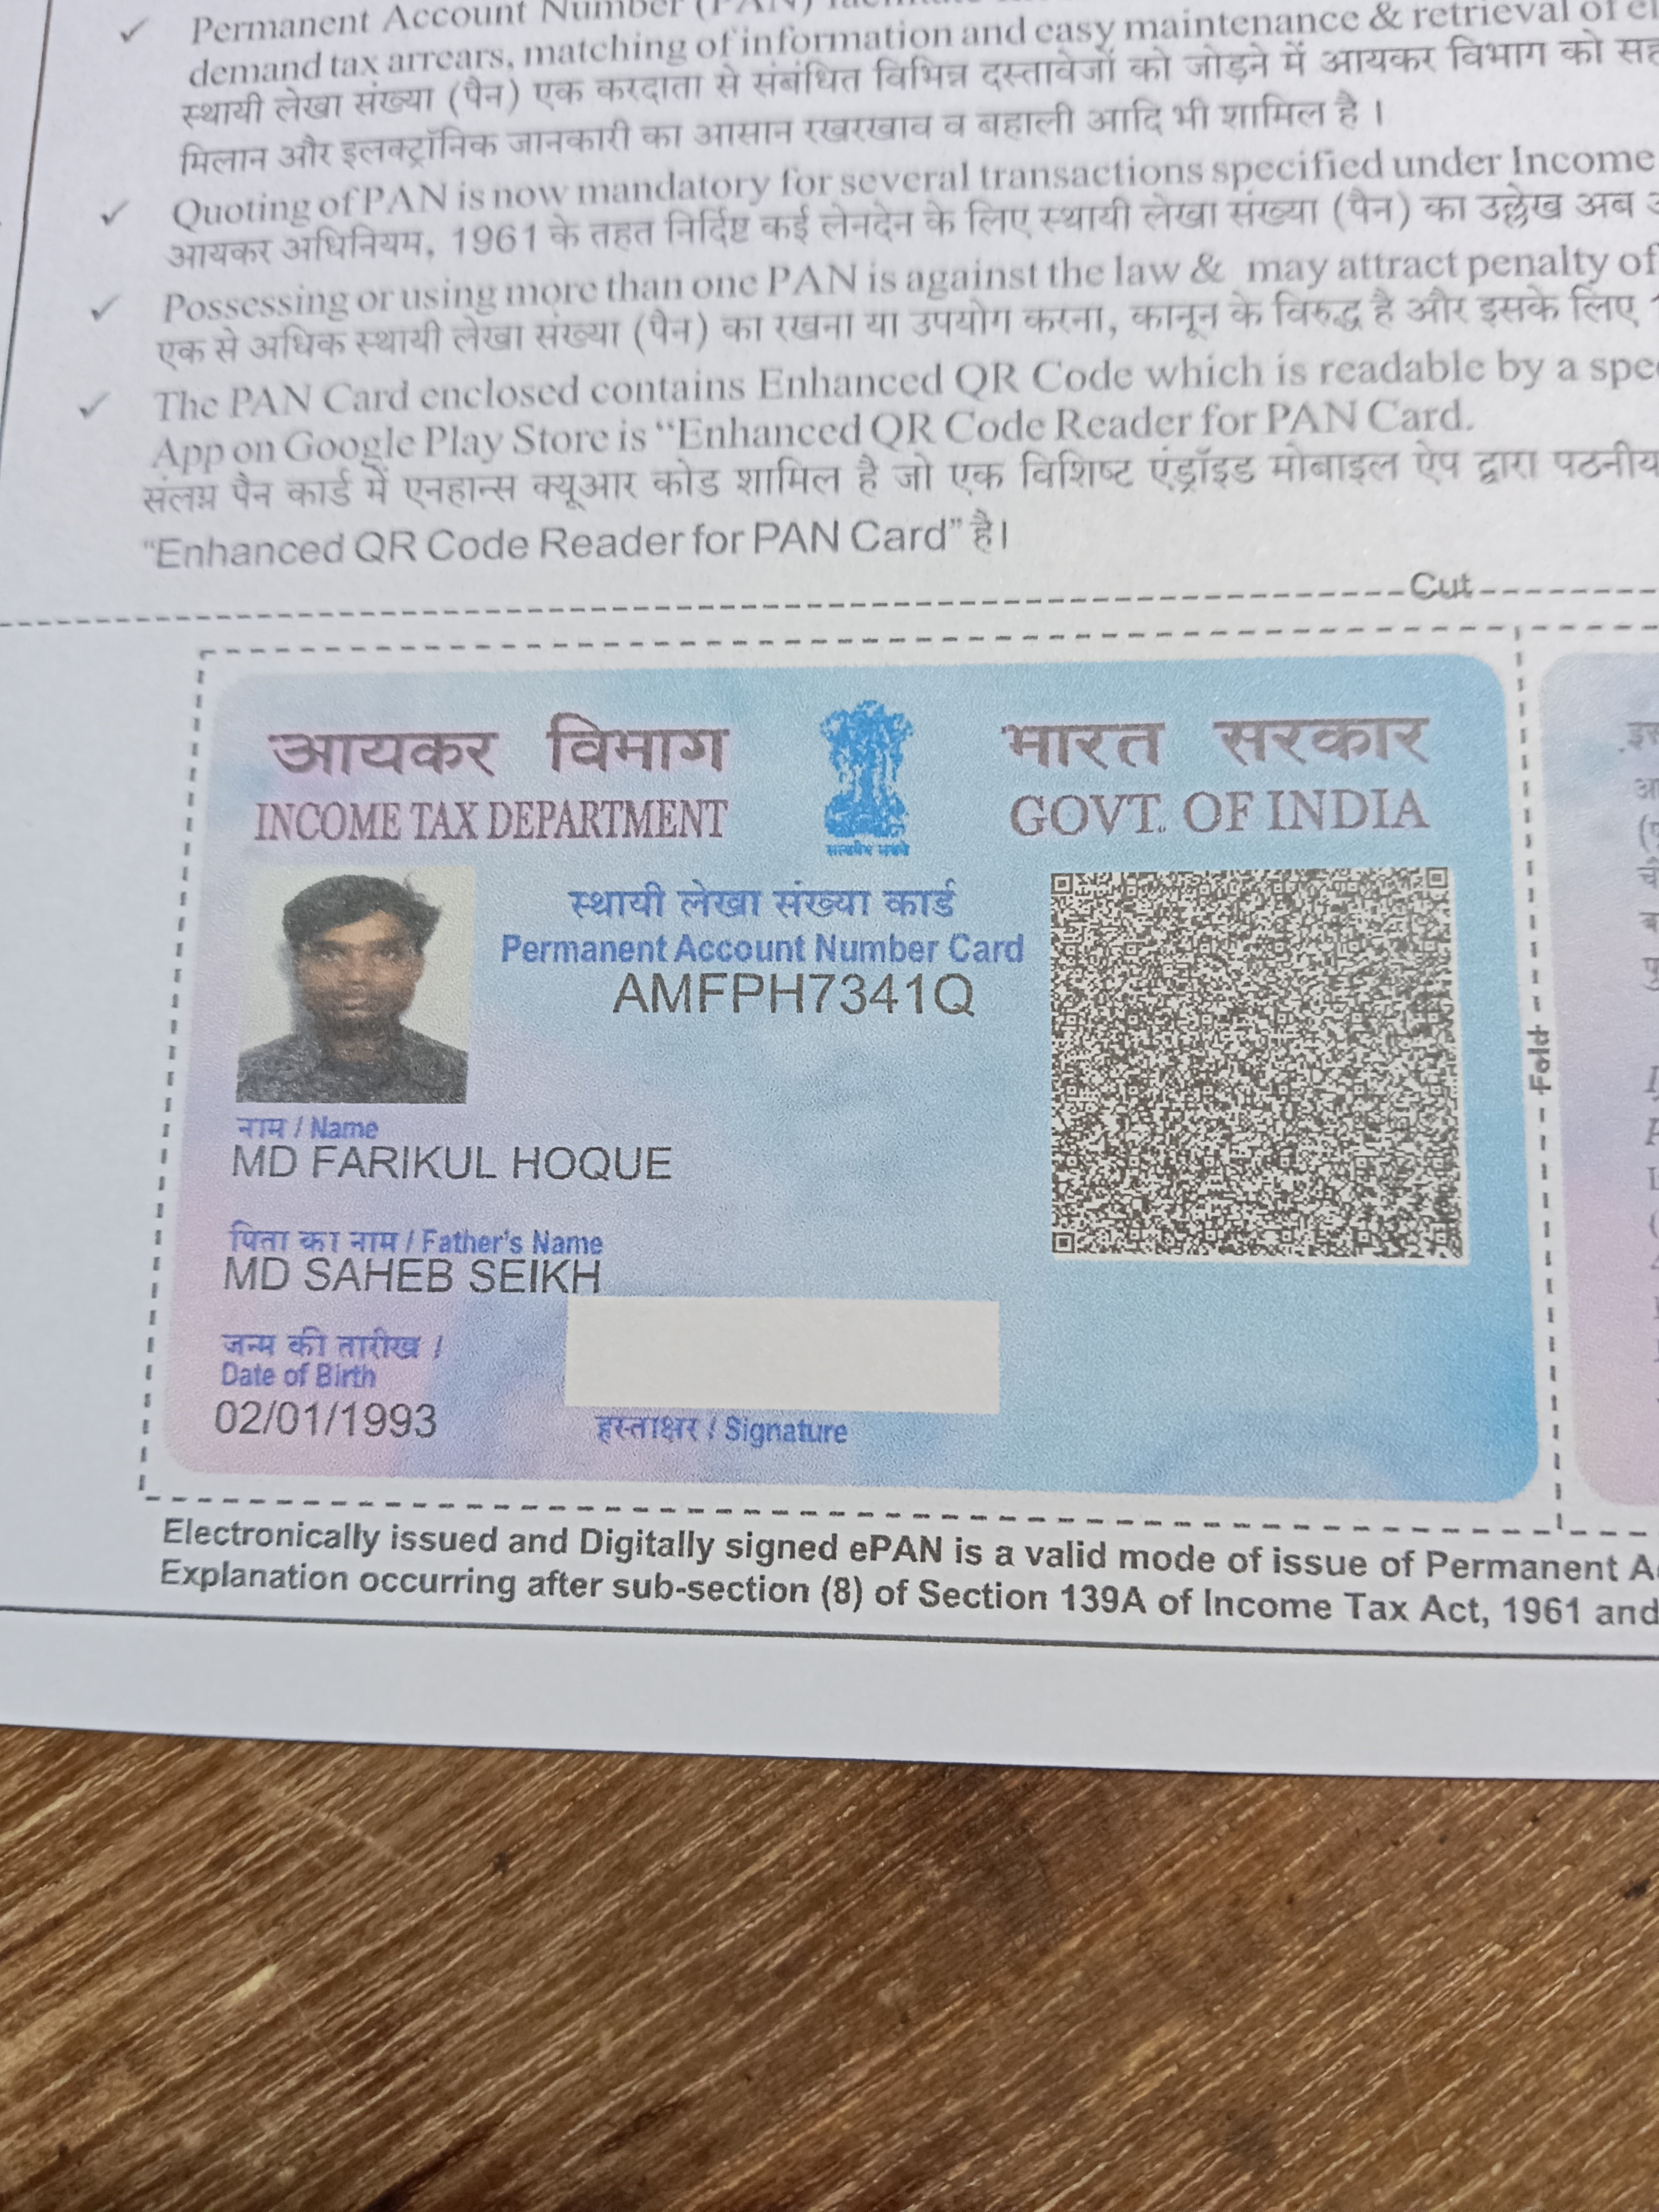 ✓ Permanent Account Number (PAN)
demand tax arrears, matching of information and easy maintenance & retrieval of
स्थायी लेखा संख्या (पैन) एक करदाता से संबंधित विभिन्न दस्तावेजों को जोड़ने में आयकर विभाग को
मिलान और इलक्ट्रॉनिक जानकारी का आसान रखरखाव व बहाली आदि भी शामिल है ।
✓ Quoting of PAN is now mandatory for several transactions specified under Income
आयकर अधिनियम, 1961 के तहत निर्दिष्ट कई लेनदेन के लिए स्थायी लेखा संख्या (पैन) का उल्लेख अब
✓ Possessing or using more than one PAN is against the law & may attract penalty of
एक से अधिक स्थायी लेखा संख्या (पैन) का रखना या उपयोग करना, कानून के विरुद्ध है और इसके लिए
✓ The PAN Card enclosed contains Enhanced QR Code which is readable by a
App on Google Play Store is “Enhanced QR Code Reader for PAN Card.
संलग्न पैन कार्ड में एनहान्स क्यूआर कोड शामिल है जो एक विशिष्ट एंड्रॉइड मोबाइल ऐप द्वारा पठनीय
“Enhanced QR Code Reader for PAN Card” है।
Cut
आयकर विभाग
INCOME TAX DEPARTMENT
सत्यमेव जयते
भारत सरकार
GOVT. OF INDIA
स्थायी लेखा संख्या कार्ड
Permanent Account Number Card
AMFPH7341Q
नाम / Name
MD FARIKUL HOQUE
पिता का नाम / Father's Name
MD SAHEB SEIKH
जन्म की तारीख /
Date of Birth
02/01/1993
हस्ताक्षर / Signature
Fold
Electronically issued and Digitally signed ePAN is a valid mode of issue of Permanent
Explanation occurring after sub-section (8) of Section 139A of Income Tax Act, 1961 and